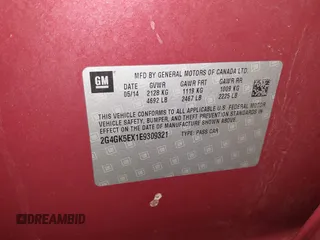 GM
MFD BY GENERAL MOTORS OF CANADA LTD.
DATE GVWR GAWR FRT GAWR RR
05/14 2128 KG 1119 KG 1009 KG
4692 LB 2467 LB 2225 LB
THIS VEHICLE CONFORMS TO ALL APPLICABLE U.S. FEDERAL MOTOR
VEHICLE SAFETY, BUMPER, AND THEFT PREVENTION STANDARDS IN
EFFECT ON THE DATE OF MANUFACTURE SHOWN ABOVE.
2G4GK5EX1E9309321 TYPE: PASS CAR
DREAMBID